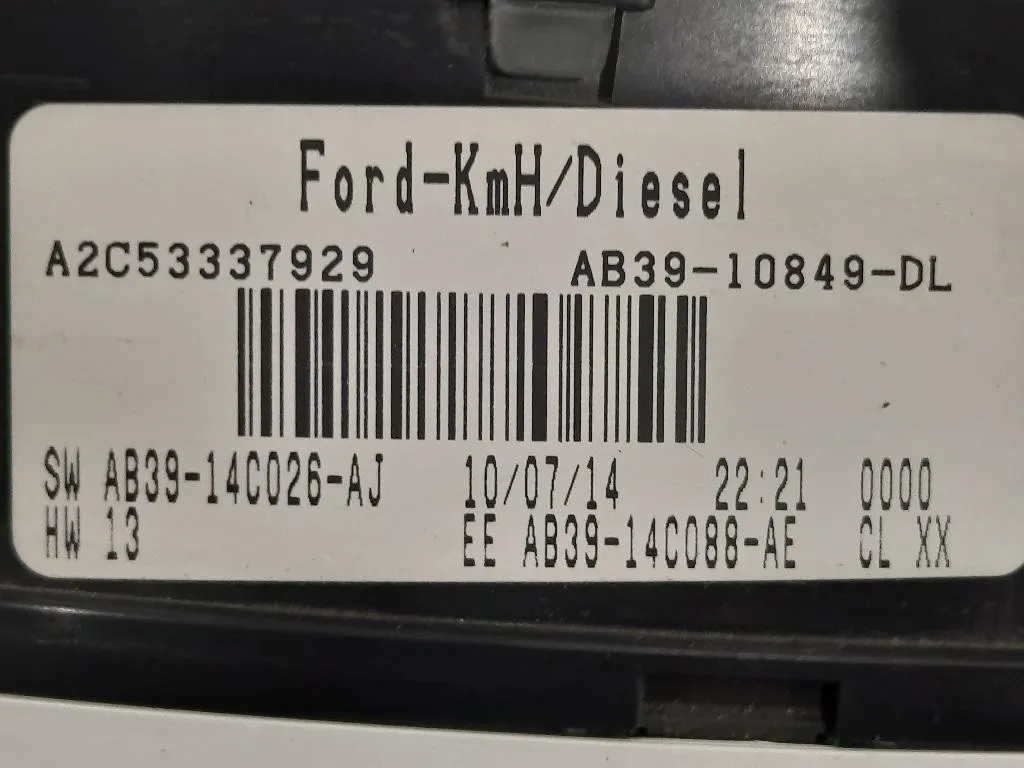 Ford-KmH/Diesel
A2C53337929 AB39-10849-DL
SW AB39-14C026-AJ 10/07/14 22:21 0000
HW 13 EE AB39-14C088-AE CL XX